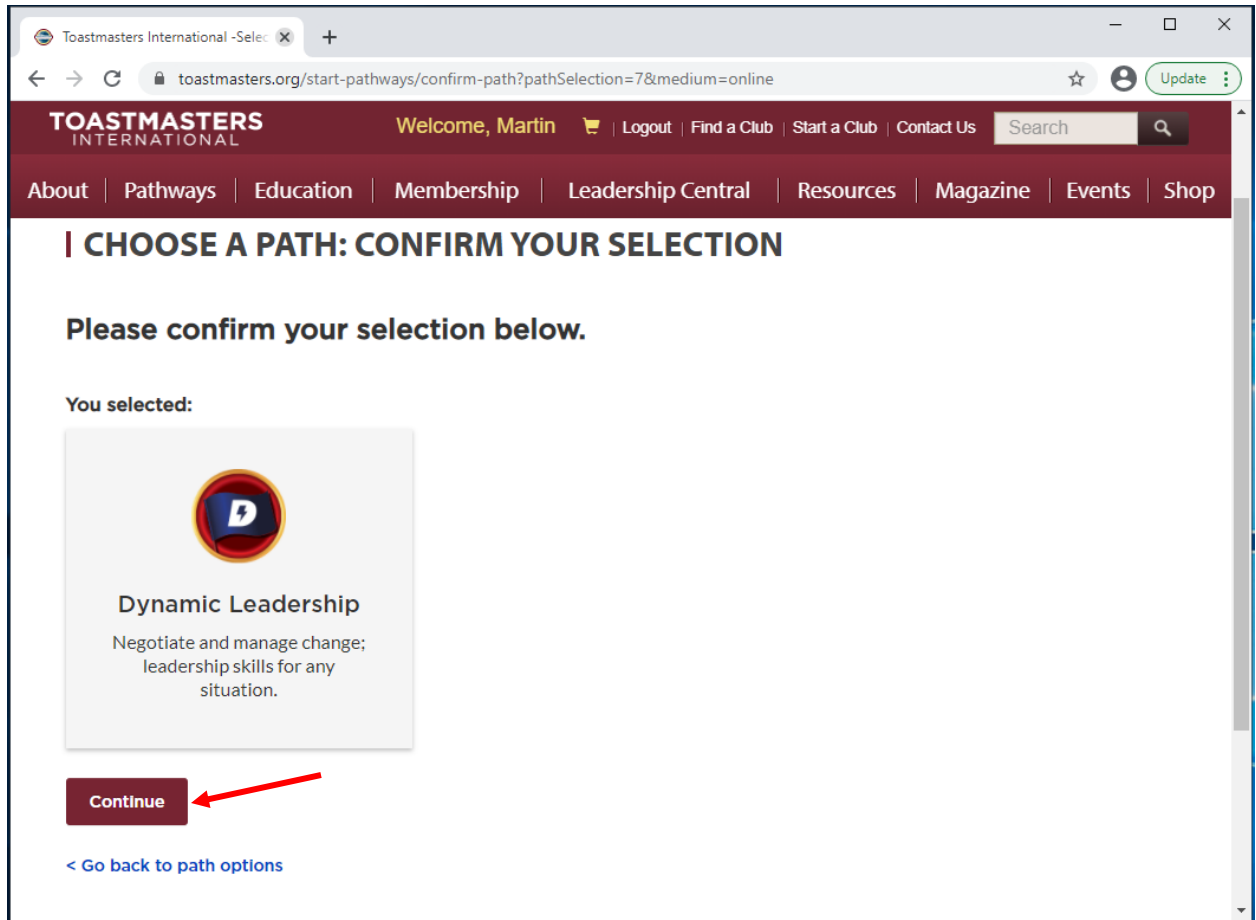 Toastmasters International -Selec
toastmasters.org/start-pathways/confirm-path?pathSelection=7&medium=online
Update
TOASTMASTERS
INTERNATIONAL
Welcome, Martin | Logout | Find a Club | Start a Club | Contact Us Search
About | Pathways | Education | Membership | Leadership Central | Resources | Magazine | Events | Shop
CHOOSE A PATH: CONFIRM YOUR SELECTION
Please confirm your selection below.
You selected:
D
Dynamic Leadership
Negotiate and manage change;
leadership skills for any
situation.
Continue
< Go back to path options